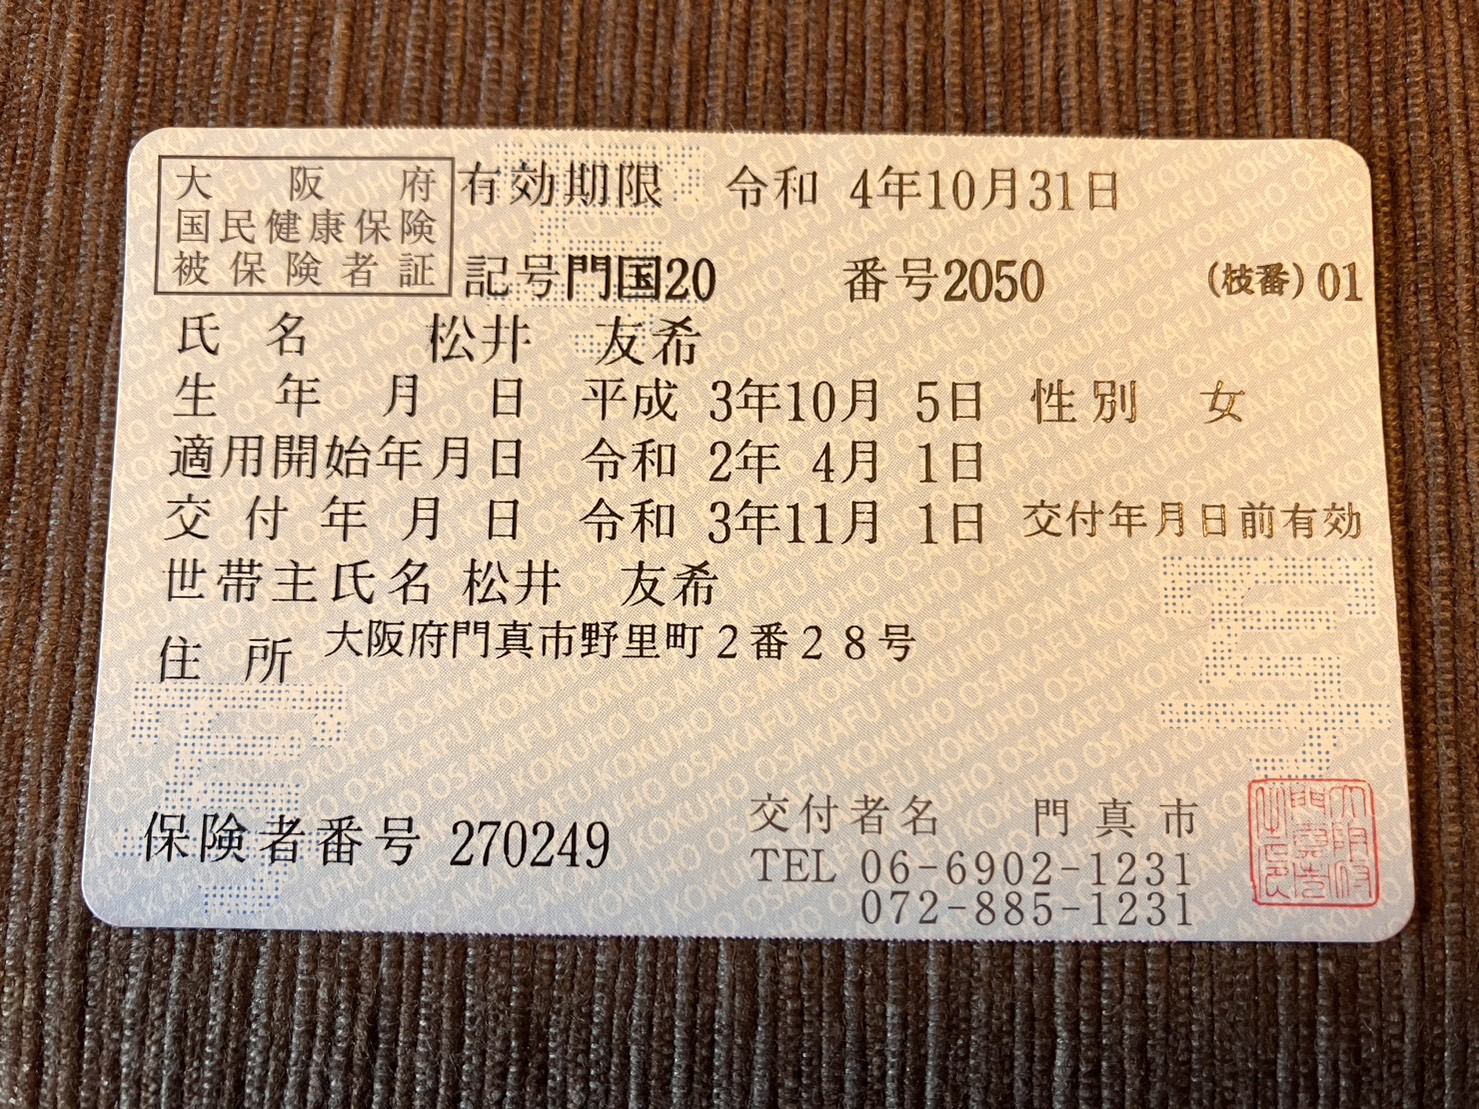 大阪府
国民健康保険
被保険者証
有効期限 令和 4年10月31日
記号門国20 番号2050 (枝番)01
氏名 松井 友希
生年月日 平成 3年10月 5日 性別 女
適用開始年月日 令和 2年 4月 1日
交付年月日 令和 3年11月 1日 交付年月日前有効
世帯主氏名 松井 友希
住所 大阪府門真市野里町2番28号
保険者番号 270249
交付者名 門真市
TEL 06-6902-1231
072-885-1231